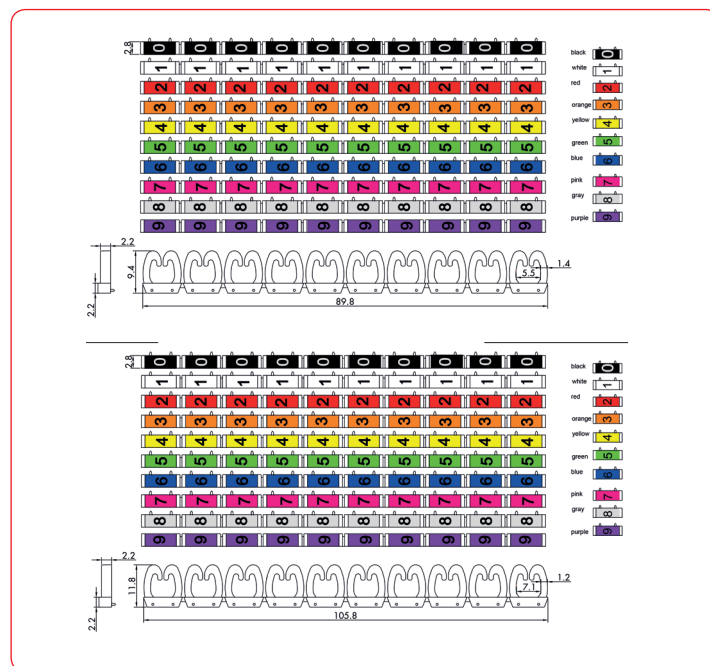 2.8
0 0 0 0 0 0 0 0 0 0
1 1 1 1 1 1 1 1 1 1
2 2 2 2 2 2 2 2 2 2
3 3 3 3 3 3 3 3 3 3
4 4 4 4 4 4 4 4 4 4
5 5 5 5 5 5 5 5 5 5
6 6 6 6 6 6 6 6 6 6
7 7 7 7 7 7 7 7 7 7
8 8 8 8 8 8 8 8 8 8
9 9 9 9 9 9 9 9 9 9
black 0
white 1
red 2
orange 3
yellow 4
green 5
blue 6
pink 7
gray 8
purple 9
2.2
9.4
2.2
5.5
1.4
89.8
2.8
0 0 0 0 0 0 0 0 0 0
1 1 1 1 1 1 1 1 1 1
2 2 2 2 2 2 2 2 2 2
3 3 3 3 3 3 3 3 3 3
4 4 4 4 4 4 4 4 4 4
5 5 5 5 5 5 5 5 5 5
6 6 6 6 6 6 6 6 6 6
7 7 7 7 7 7 7 7 7 7
8 8 8 8 8 8 8 8 8 8
9 9 9 9 9 9 9 9 9 9
black 0
white 1
red 2
orange 3
yellow 4
green 5
blue 6
pink 7
gray 8
purple 9
2.2
11.8
2.2
7.1
1.2
105.8